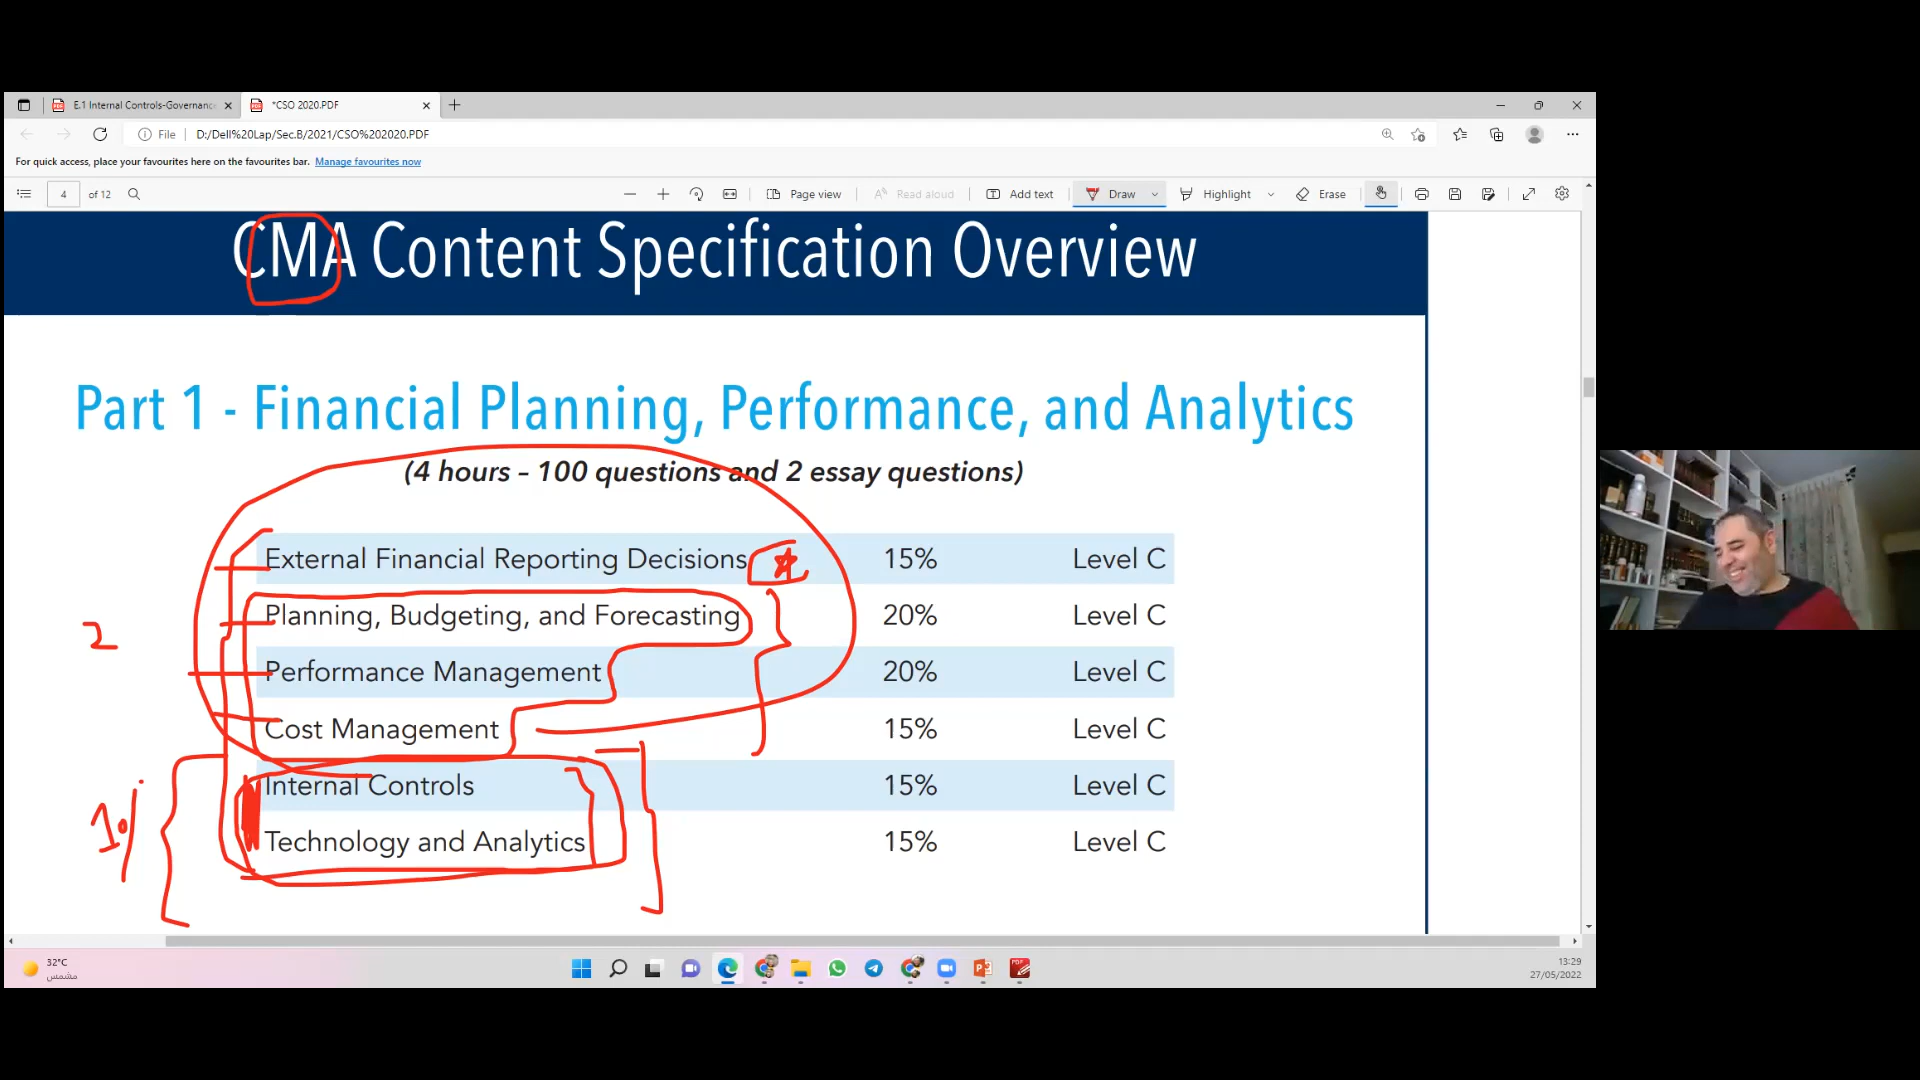 E.1 Internal Controls-Governance
*CSO 2020.PDF
File
D:/Dell%20Lap/Sec.B/2021/CSO%202020.PDF
For quick access, place your favourites here on the favourites bar. Manage favourites now
4 of 12
Page view
Read aloud
Add text
Draw
Highlight
Erase
CMA Content Specification Overview
Part 1 - Financial Planning, Performance, and Analytics
(4 hours – 100 questions and 2 essay questions)
External Financial Reporting Decisions 15% Level C
Planning, Budgeting, and Forecasting 20% Level C
2
Performance Management 20% Level C
Cost Management 15% Level C
Internal Controls 15% Level C
Technology and Analytics 15% Level C
32°C
مشمس
13:29
27/05/2022